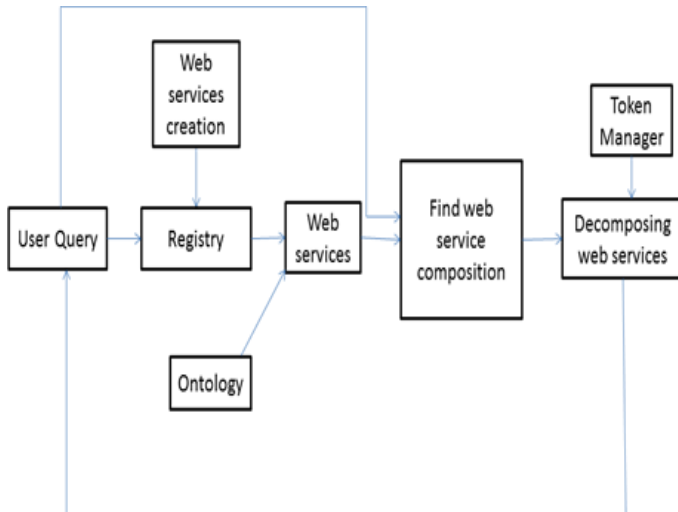 Web
services
creation
Token
Manager
User Query
Registry
Web
services
Find web
service
composition
Decomposing
web services
Ontology